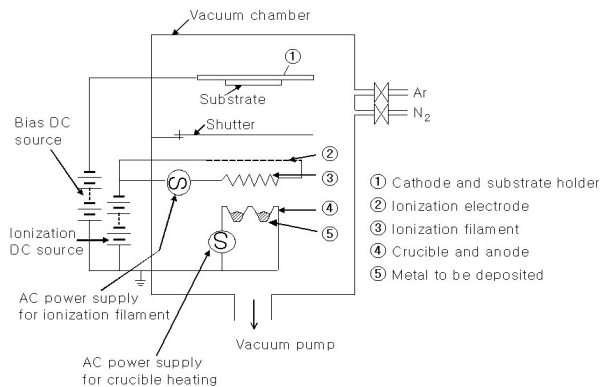 Vacuum chamber
①
Substrate
Ar
N2
Shutter
Bias DC
source
②
③
④
⑤
S
S
Ionization
DC source
① Cathode and substrate holder
② Ionization electrode
③ Ionization filament
④ Crucible and anode
⑤ Metal to be deposited
AC power supply
for ionization filament
Vacuum pump
AC power supply
for crucible heating